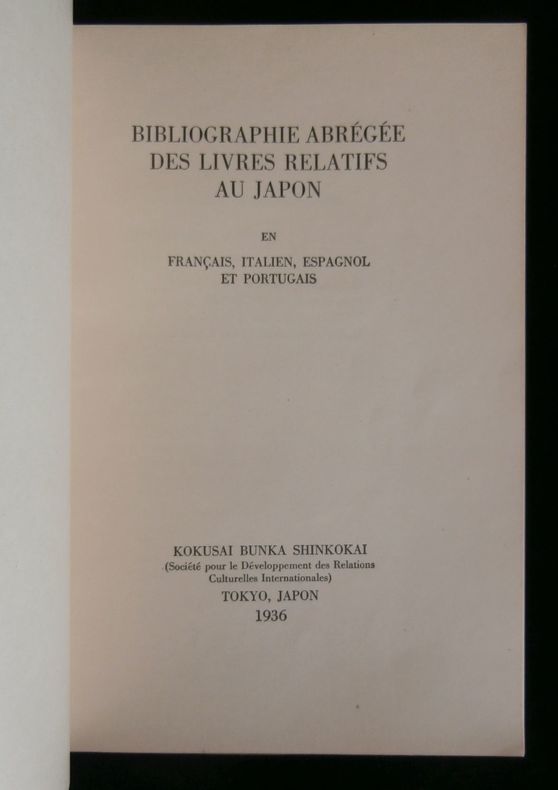 BIBLIOGRAPHIE ABRÉGÉE
DES LIVRES RELATIFS
AU JAPON
EN
FRANÇAIS, ITALIEN, ESPAGNOL
ET PORTUGAIS
KOKUSAI BUNKA SHINKOKAI
(Société pour le Développement des Relations
Culturelles Internationales)
TOKYO, JAPON
1936